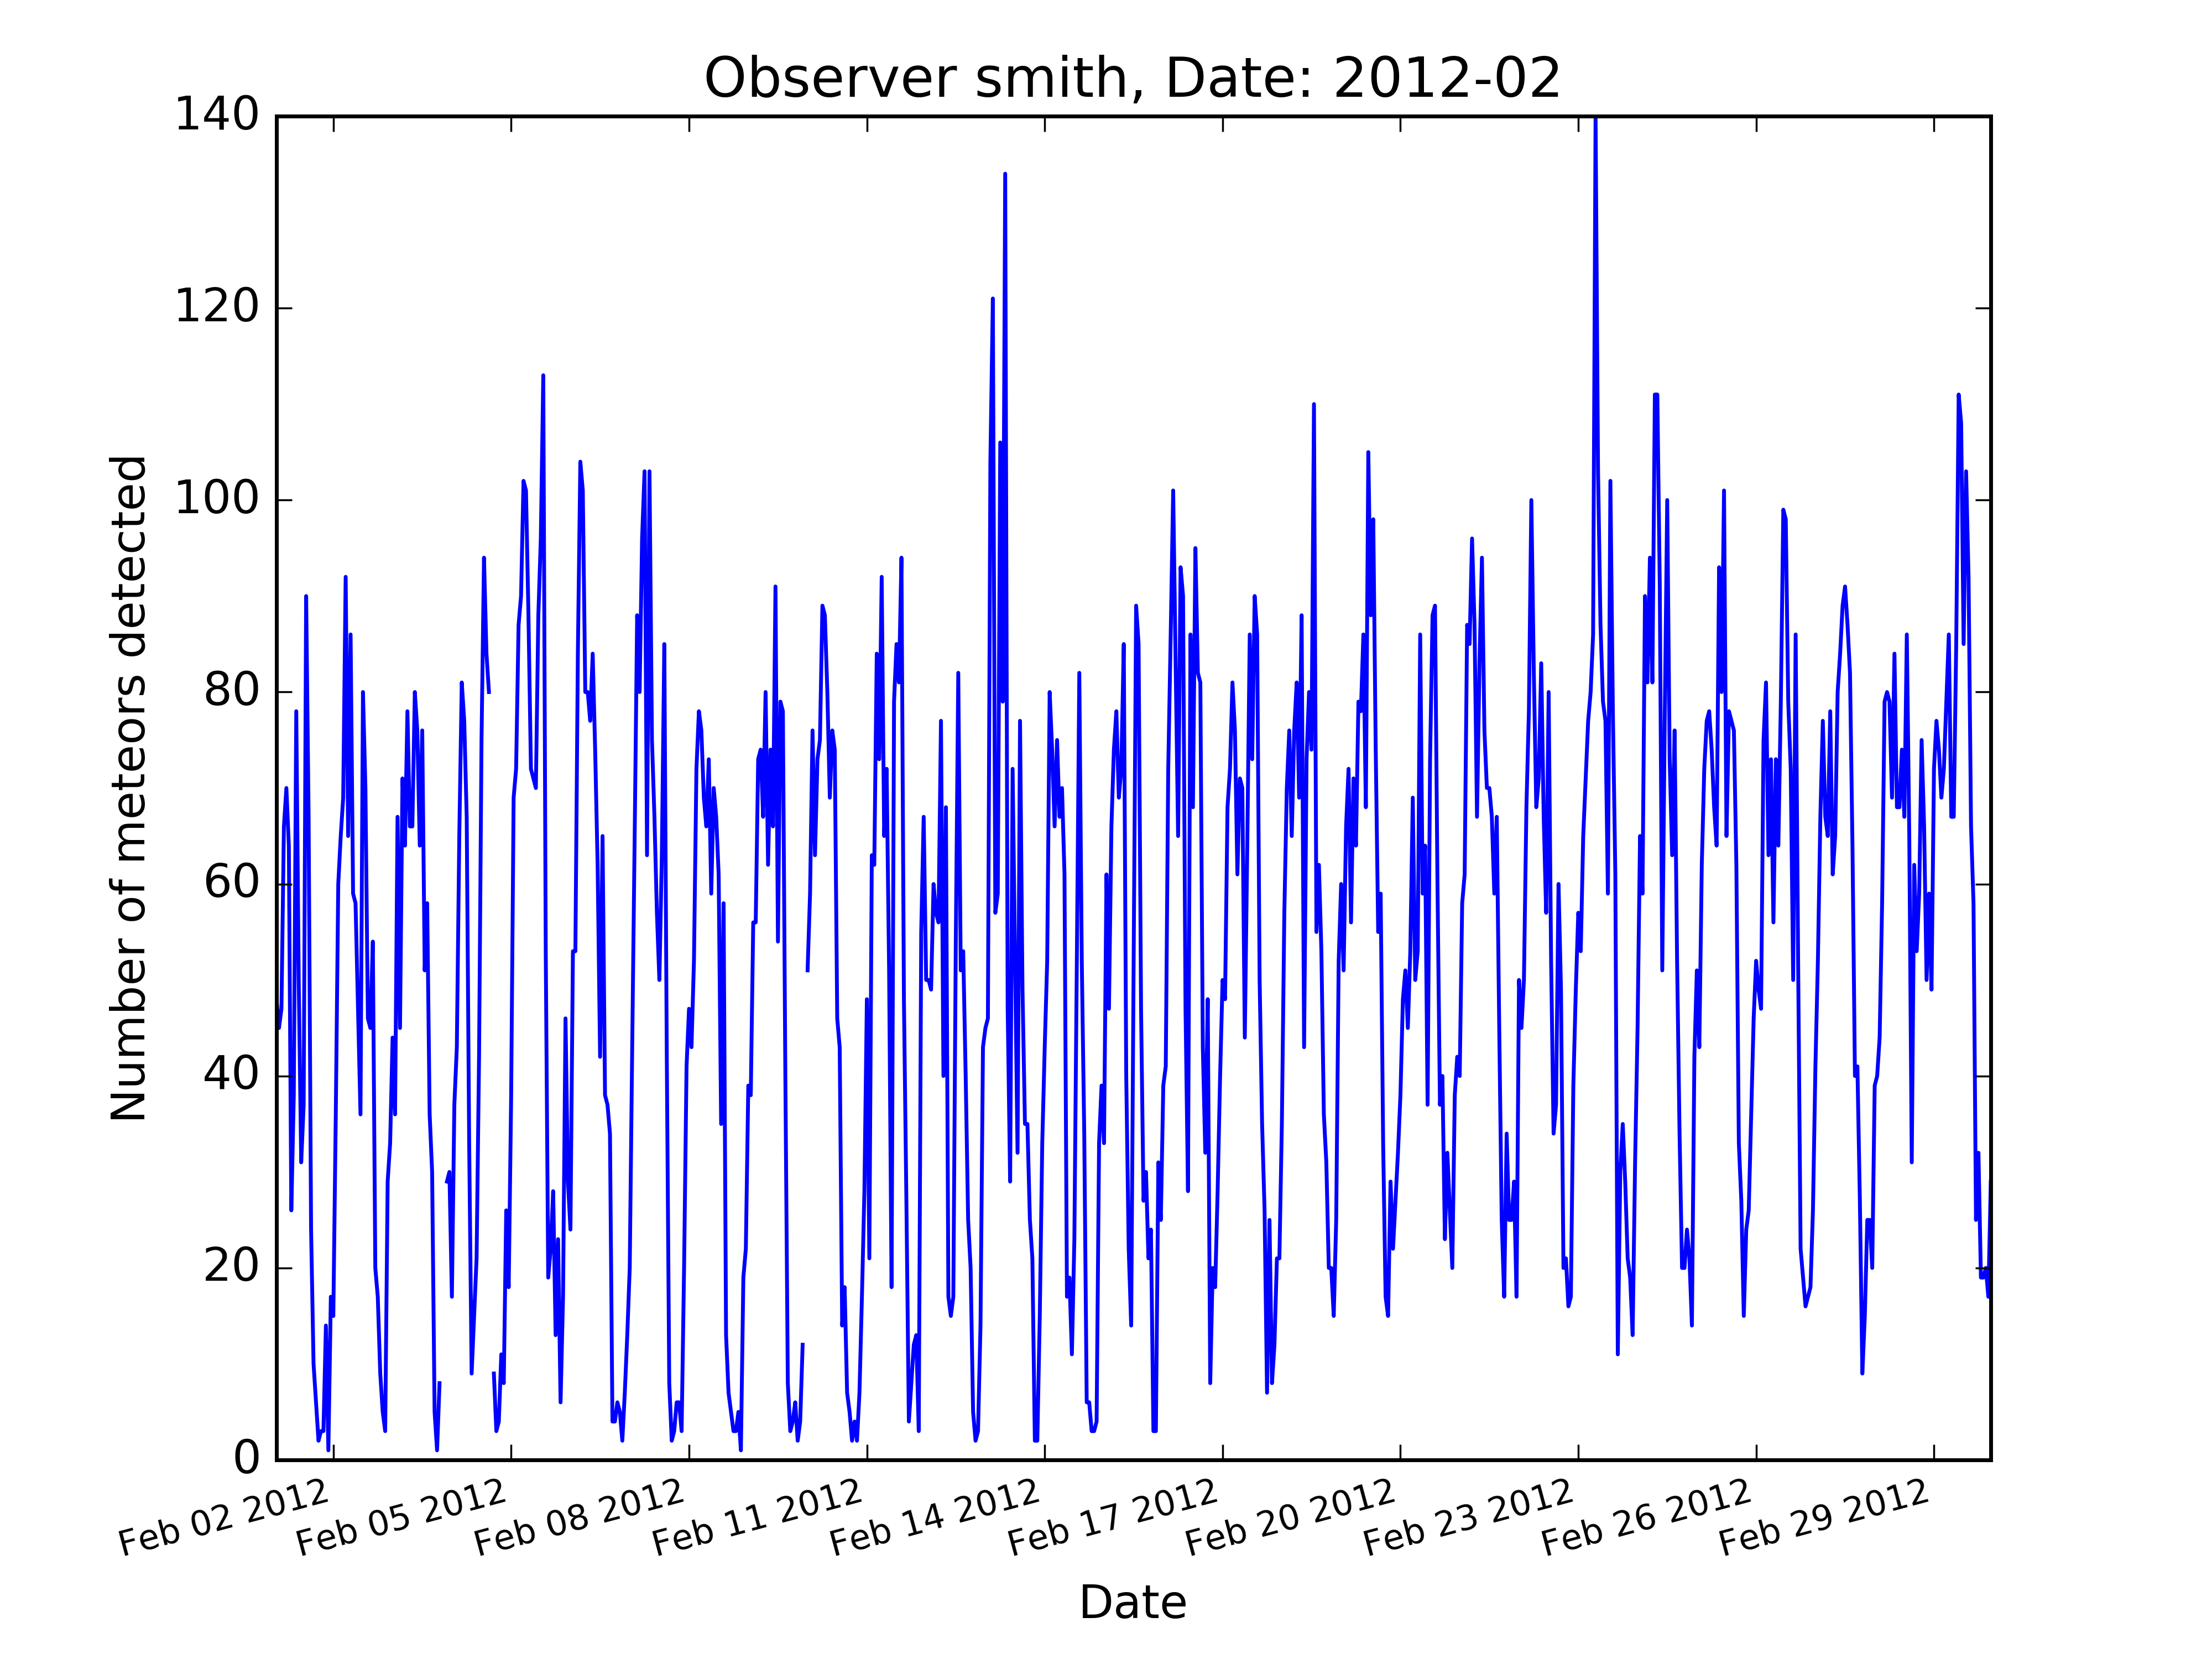 Observer smith, Date: 2012-02
Number of meteors detected
140
120
100
80
60
40
20
0
Feb 02 2012
Feb 05 2012
Feb 08 2012
Feb 11 2012
Feb 14 2012
Feb 17 2012
Feb 20 2012
Feb 23 2012
Feb 26 2012
Feb 29 2012
Date